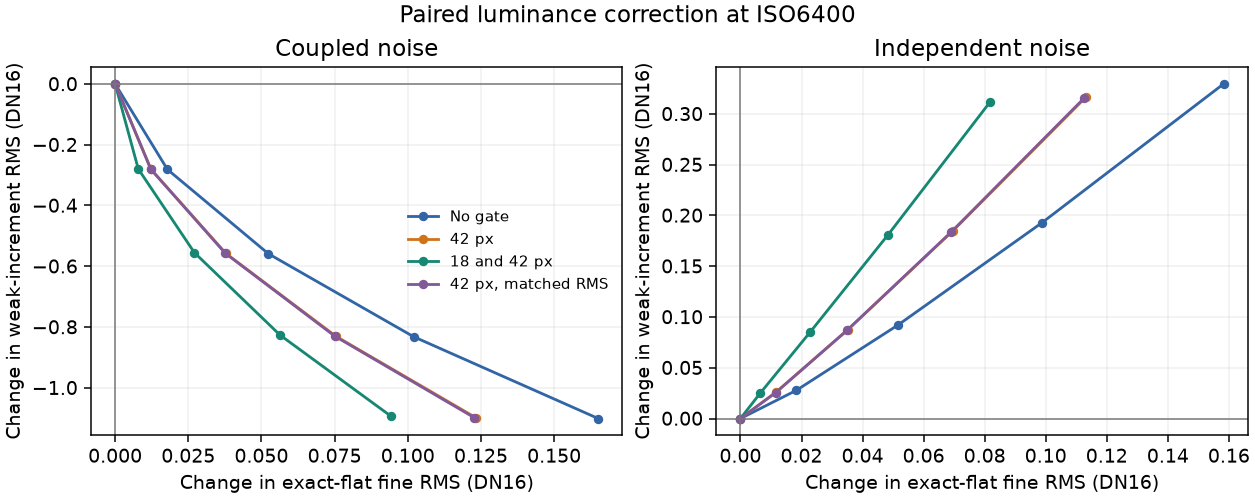 Paired luminance correction at ISO6400
Coupled noise
Change in weak-increment RMS (DN16)
0.0
−0.2
−0.4
−0.6
−0.8
−1.0
No gate
42 px
18 and 42 px
42 px, matched RMS
0.000 0.025 0.050 0.075 0.100 0.125 0.150
Change in exact-flat fine RMS (DN16)
Independent noise
Change in weak-increment RMS (DN16)
0.30
0.25
0.20
0.15
0.10
0.05
0.00
0.00 0.02 0.04 0.06 0.08 0.10 0.12 0.14 0.16
Change in exact-flat fine RMS (DN16)